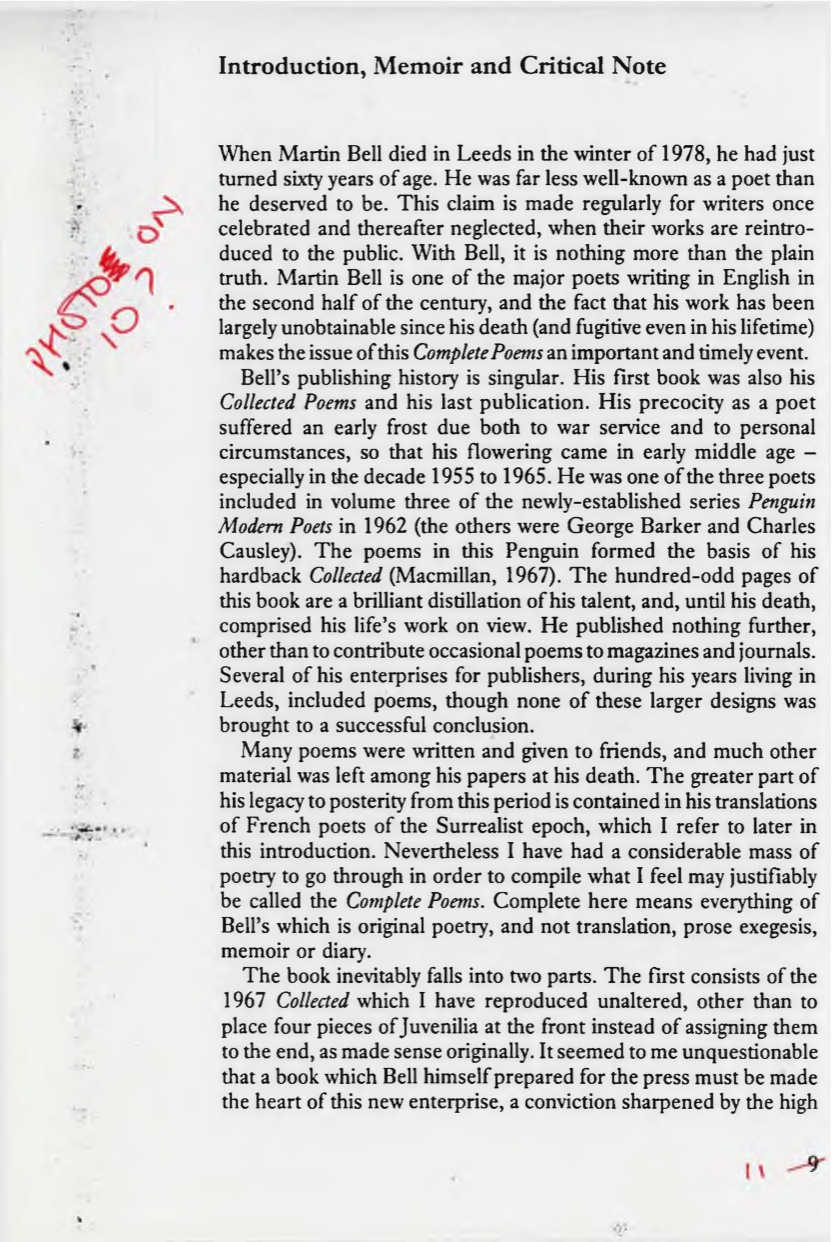 Introduction, Memoir and Critical Note
When Martin Bell died in Leeds in the winter of 1978, he had just
turned sixty years of age. He was far less well-known as a poet than
he deserved to be. This claim is made regularly for writers once
celebrated and thereafter neglected, when their works are reintro-
duced to the public. With Bell, it is nothing more than the plain
truth. Martin Bell is one of the major poets writing in English in
the second half of the century, and the fact that his work has been
largely unobtainable since his death (and fugitive even in his lifetime)
makes the issue of this Complete Poems an important and timely event.
PHOTO ON
10?
Bell's publishing history is singular. His first book was also his
Collected Poems and his last publication. His precocity as a poet
suffered an early frost due both to war service and to personal
circumstances, so that his flowering came in early middle age –
especially in the decade 1955 to 1965. He was one of the three poets
included in volume three of the newly-established series Penguin
Modern Poets in 1962 (the others were George Barker and Charles
Causley). The poems in this Penguin formed the basis of his
hardback Collected (Macmillan, 1967). The hundred-odd pages of
this book are a brilliant distillation of his talent, and, until his death,
comprised his life's work on view. He published nothing further,
other than to contribute occasional poems to magazines and journals.
Several of his enterprises for publishers, during his years living in
Leeds, included poems, though none of these larger designs was
brought to a successful conclusion.
Many poems were written and given to friends, and much other
material was left among his papers at his death. The greater part of
his legacy to posterity from this period is contained in his translations
of French poets of the Surrealist epoch, which I refer to later in
this introduction. Nevertheless I have had a considerable mass of
poetry to go through in order to compile what I feel may justifiably
be called the Complete Poems. Complete here means everything of
Bell's which is original poetry, and not translation, prose exegesis,
memoir or diary.
The book inevitably falls into two parts. The first consists of the
1967 Collected which I have reproduced unaltered, other than to
place four pieces of Juvenilia at the front instead of assigning them
to the end, as made sense originally. It seemed to me unquestionable
that a book which Bell himself prepared for the press must be made
the heart of this new enterprise, a conviction sharpened by the high
11 9